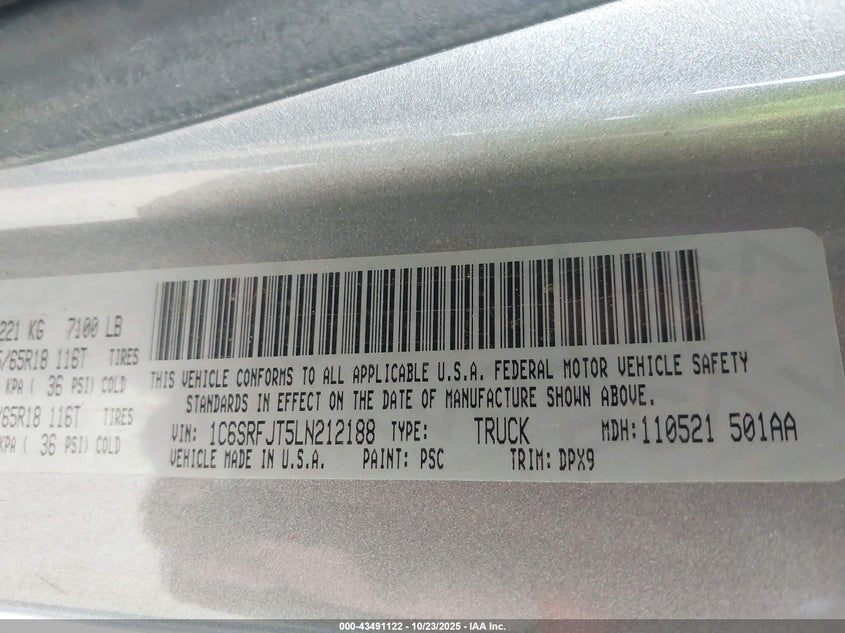 221 KG 7100 LB
/65R18 116T TIRES
KPA ( 36 PSI) COLD
/65R18 116T TIRES
KPA ( 36 PSI) COLD
THIS VEHICLE CONFORMS TO ALL APPLICABLE U.S.A. FEDERAL MOTOR VEHICLE SAFETY
STANDARDS IN EFFECT ON THE DATE OF MANUFACTURE SHOWN ABOVE.
VIN: 1C6SRFJT5LN212188 TYPE: TRUCK MDH: 110521 501AA
VEHICLE MADE IN U.S.A. PAINT: PSC TRIM: DPX9
000-43491122 - 10/23/2025 - IAA Inc.